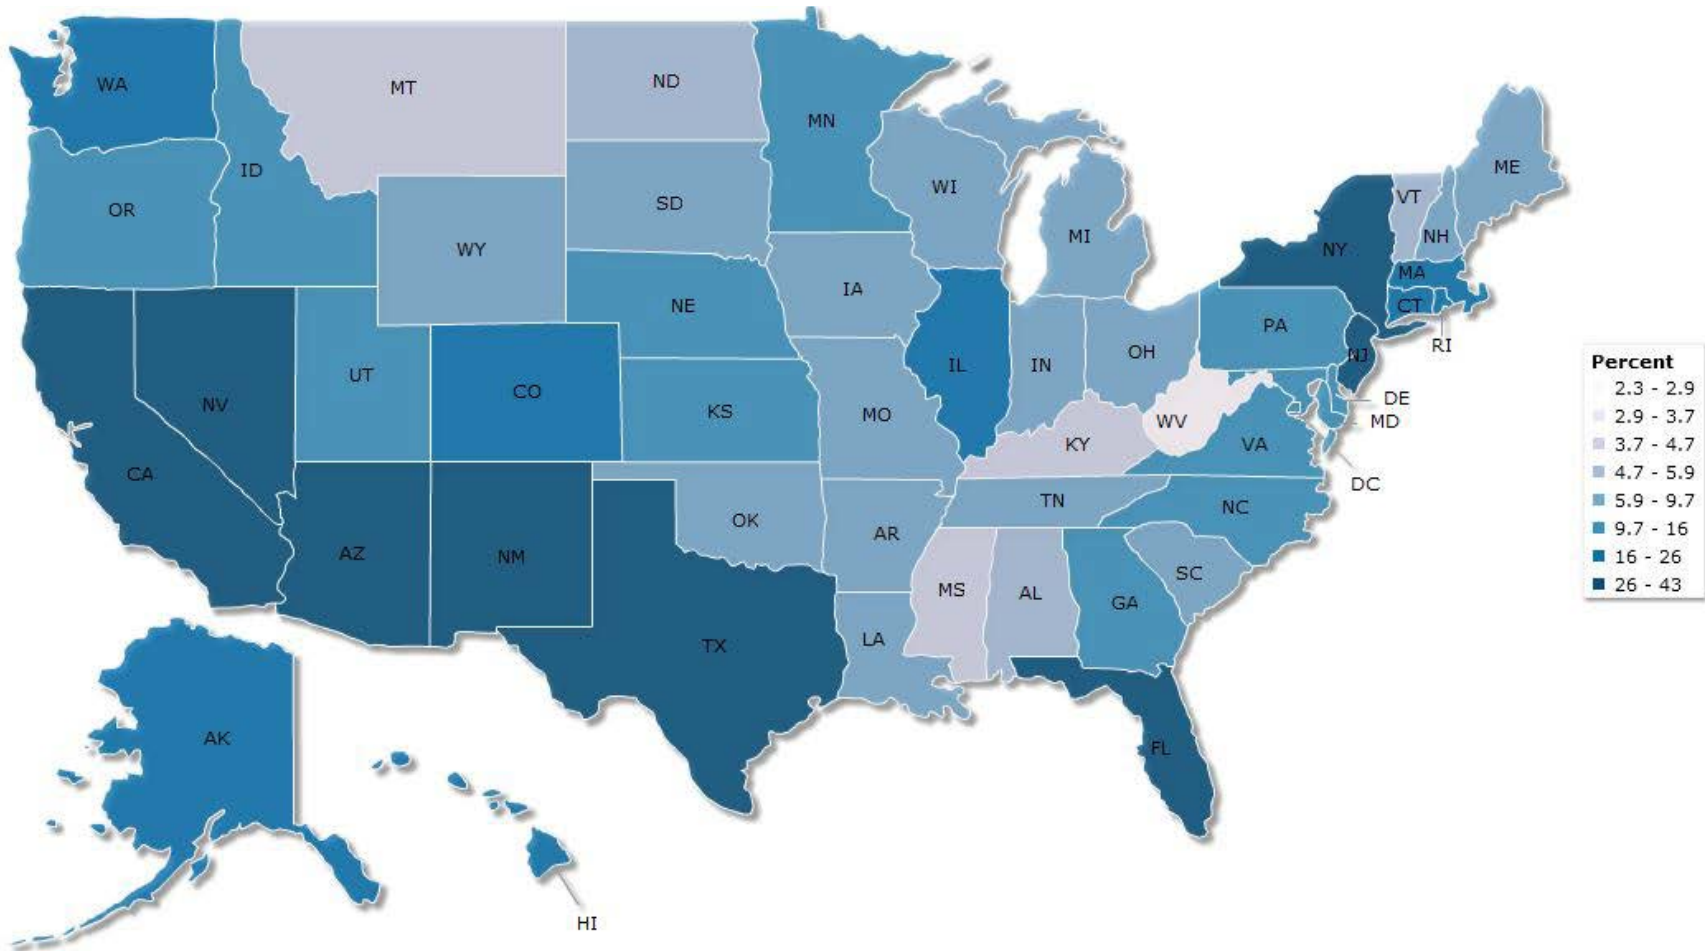 WA
MT
ND
MN
ID
OR
SD
WI
ME
VT
NH
NY
MI
WY
MA
IA
CT
NE
PA
RI
NJ
UT
CO
IL
IN
OH
KS
MO
WV
KY
VA
DE
MD
DC
NV
CA
TN
NC
OK
AR
AZ
NM
SC
MS
AL
GA
LA
TX
AK
FL
HI
Percent
2.3 - 2.9
2.9 - 3.7
3.7 - 4.7
4.7 - 5.9
5.9 - 9.7
9.7 - 16
16 - 26
26 - 43